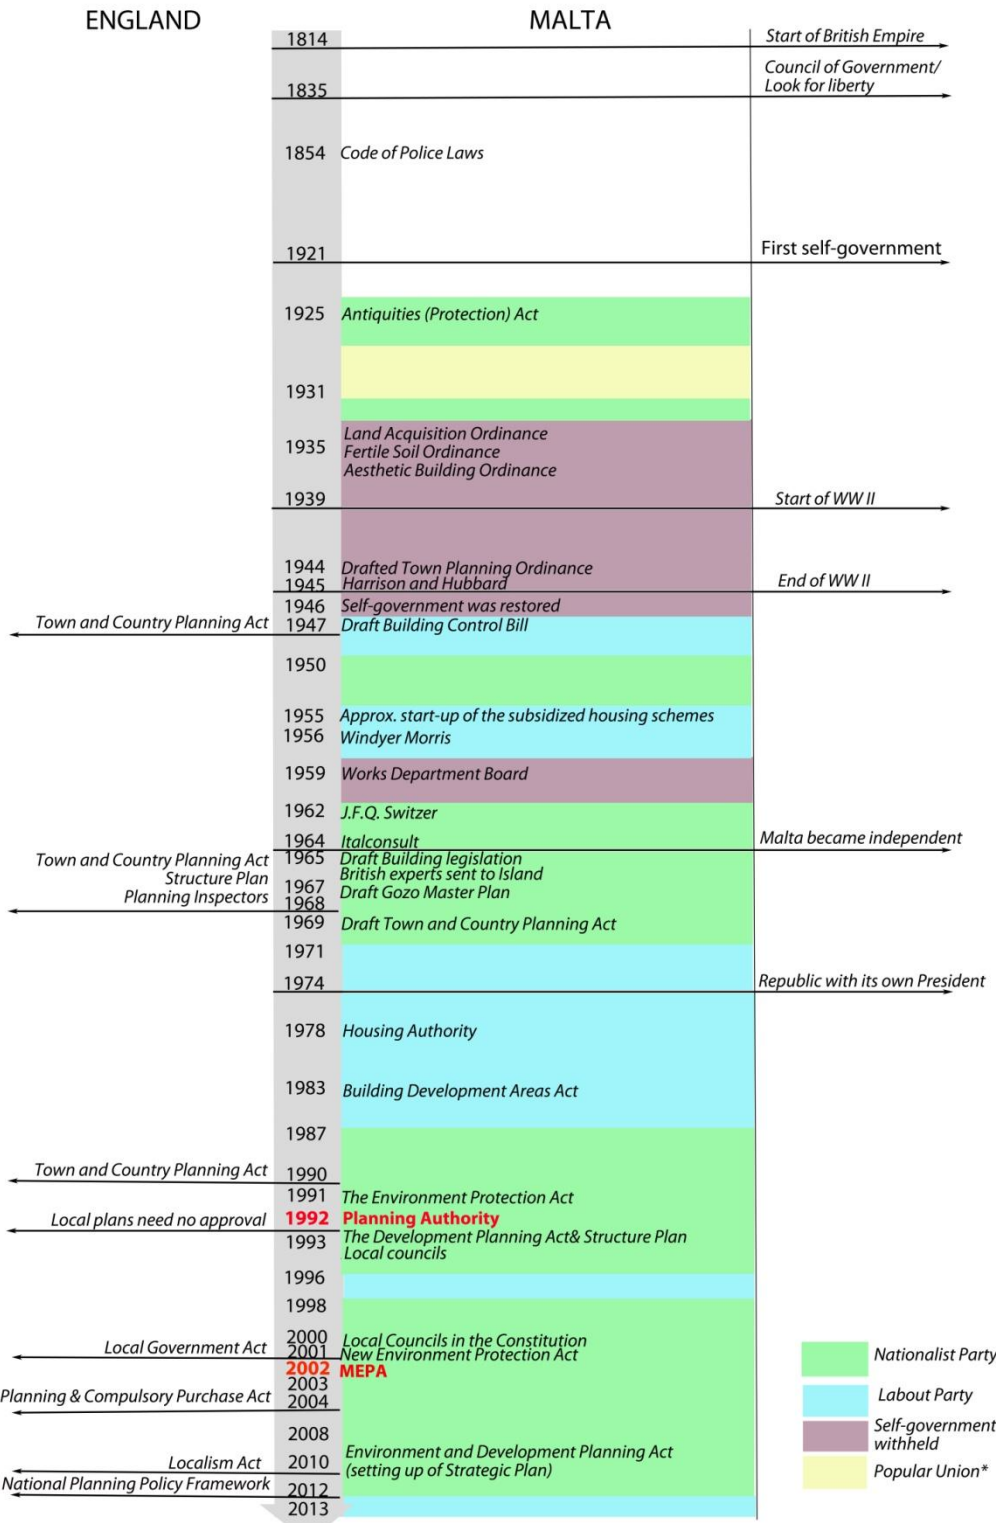 ENGLAND
MALTA
1814
Start of British Empire
Council of Government/
Look for liberty
1835
1854
Code of Police Laws
1921
First self-government
1925
Antiquities (Protection) Act
1931
Land Acquisition Ordinance
1935
Fertile Soil Ordinance
Aesthetic Building Ordinance
1939
Start of WW II
1944
Drafted Town Planning Ordinance
1945
Harrison and Hubbard
End of WW II
1946
Self-government was restored
Town and Country Planning Act
1947
Draft Building Control Bill
1950
1955
Approx. start-up of the subsidized housing schemes
1956
Windyer Morris
1959
Works Department Board
1962
J.F.Q. Switzer
1964
Italconsult
Malta became independent
Town and Country Planning Act
Structure Plan
Planning Inspectors
1965
Draft Building legislation
British experts sent to Island
1967
Draft Gozo Master Plan
1968
1969
Draft Town and Country Planning Act
1971
1974
Republic with its own President
1978
Housing Authority
1983
Building Development Areas Act
1987
Town and Country Planning Act
1990
1991
The Environment Protection Act
Local plans need no approval
1992
Planning Authority
1993
The Development Planning Act& Structure Plan
Local councils
1996
1998
2000
Local Councils in the Constitution
Local Government Act
2001
New Environment Protection Act
2002
MEPA
2003
Planning & Compulsory Purchase Act
2004
2008
Localism Act
2010
Environment and Development Planning Act
(setting up of Strategic Plan)
National Planning Policy Framework
2012
2013
Nationalist Party
Labout Party
Self-government
withheld
Popular Union*